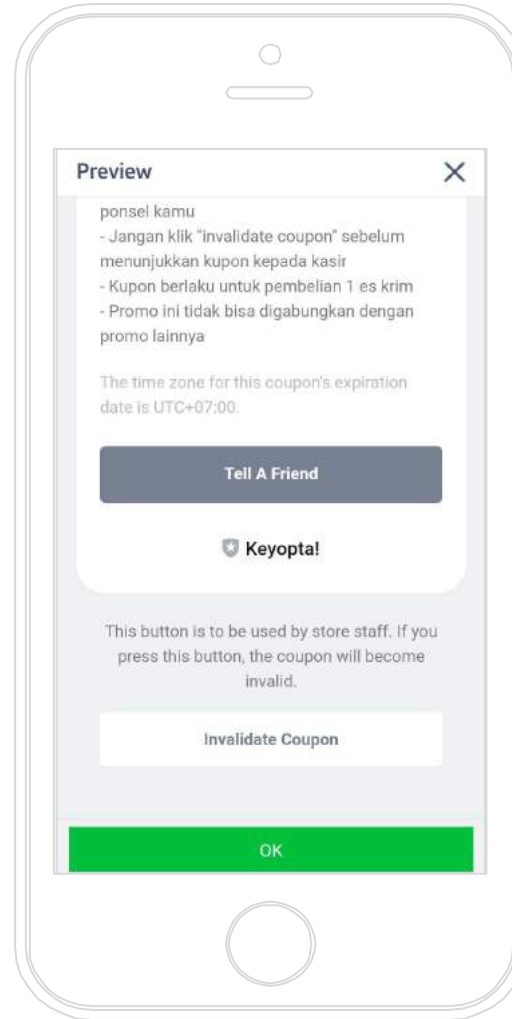 Preview
ponsel kamu
- Jangan klik "invalidate coupon" sebelum
menunjukkan kupon kepada kasir
- Kupon berlaku untuk pembelian 1 es krim
- Promo ini tidak bisa digabungkan dengan
promo lainnya
The time zone for this coupon's expiration
date is UTC+07:00.
Tell A Friend
Keyopta!
This button is to be used by store staff. If you
press this button, the coupon will become
invalid.
Invalidate Coupon
OK